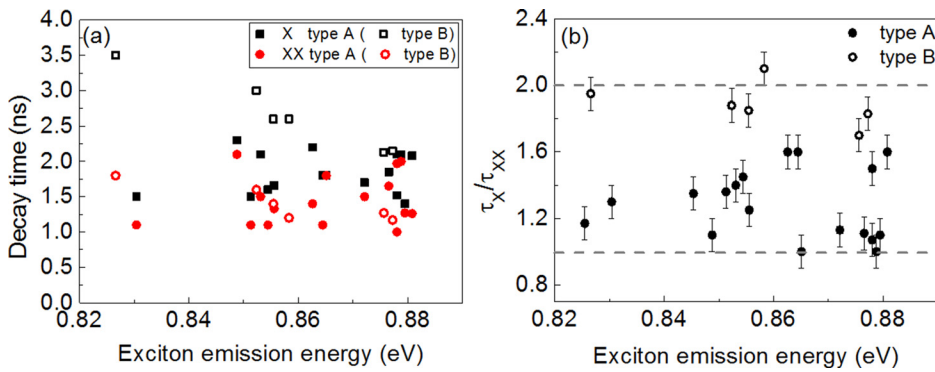 (a)
X type A ( type B)
XX type A ( type B)
Decay time (ns)
4.0
3.5
3.0
2.5
2.0
1.5
1.0
0.5
0.0
0.82 0.84 0.86 0.88
Exciton emission energy (eV)
(b)
type A
type B
τX/τXX
2.4
2.0
1.6
1.2
0.8
0.82 0.84 0.86 0.88
Exciton emission energy (eV)